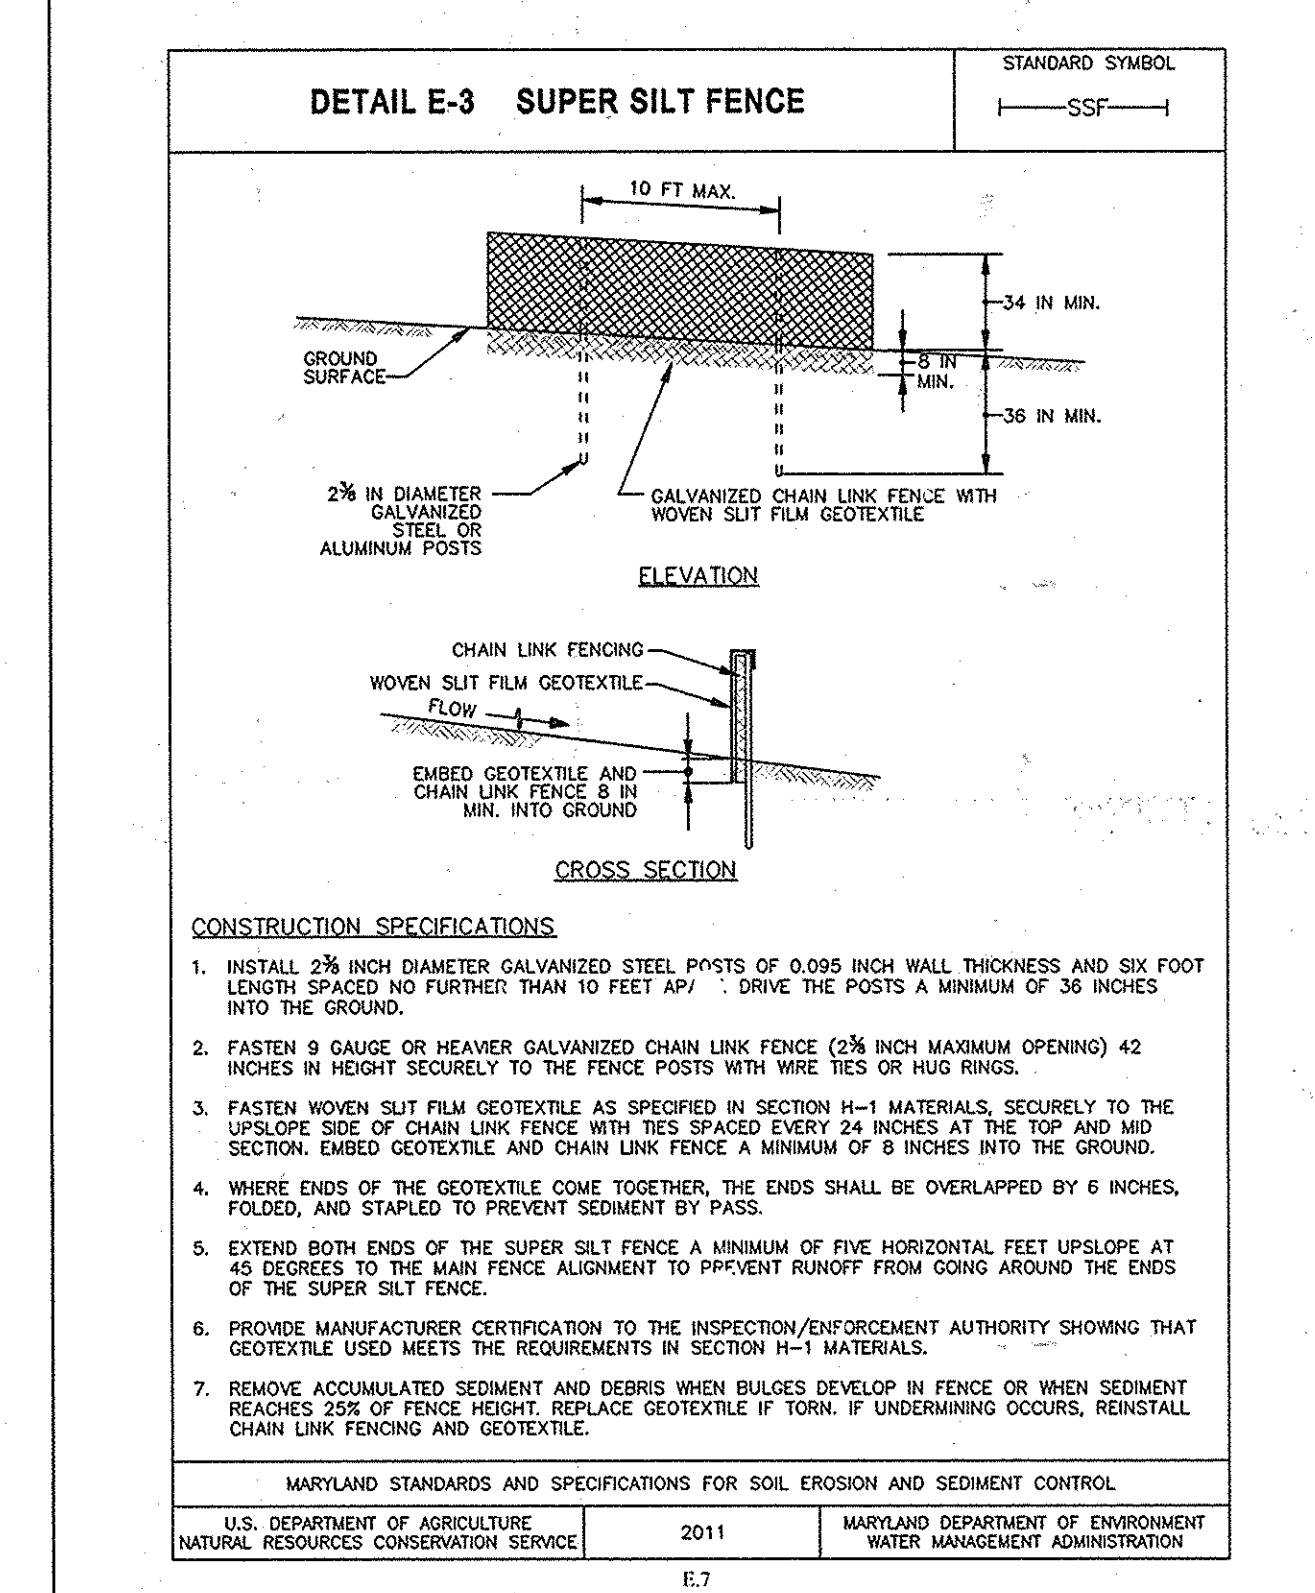 DETAIL E-3 SUPER SILT FENCE
STANDARD SYMBOL
SSF
10 FT MAX.
34 IN MIN.
GROUND
SURFACE
8 IN
MIN.
36 IN MIN.
2⅜ IN DIAMETER
GALVANIZED
STEEL OR
ALUMINUM POSTS
GALVANIZED CHAIN LINK FENCE WITH
WOVEN SLIT FILM GEOTEXTILE
ELEVATION
CHAIN LINK FENCING
WOVEN SLIT FILM GEOTEXTILE
FLOW
EMBED GEOTEXTILE AND
CHAIN LINK FENCE 8 IN
MIN. INTO GROUND
CROSS SECTION
CONSTRUCTION SPECIFICATIONS
1. INSTALL 2⅜ INCH DIAMETER GALVANIZED STEEL POSTS OF 0.095 INCH WALL THICKNESS AND SIX FOOT
LENGTH SPACED NO FURTHER THAN 10 FEET DRIVE THE POSTS A MINIMUM OF 36 INCHES
INTO THE GROUND.
2. FASTEN 9 GAUGE OR HEAVIER GALVANIZED CHAIN LINK FENCE (2⅜ INCH MAXIMUM OPENING) 42
INCHES IN HEIGHT SECURELY TO THE FENCE POSTS WITH WIRE TIES OR HUG RINGS.
3. FASTEN WOVEN SLIT FILM GEOTEXTILE AS SPECIFIED IN SECTION H-1 MATERIALS, SECURELY TO THE
UPSLOPE SIDE OF CHAIN LINK FENCE WITH TIES SPACED EVERY 24 INCHES AT THE TOP AND MID
SECTION. EMBED GEOTEXTILE AND CHAIN LINK FENCE A MINIMUM OF 8 INCHES INTO THE GROUND.
4. WHERE ENDS OF THE GEOTEXTILE COME TOGETHER, THE ENDS SHALL BE OVERLAPPED BY 6 INCHES,
FOLDED, AND STAPLED TO PREVENT SEDIMENT BY PASS.
5. EXTEND BOTH ENDS OF THE SUPER SILT FENCE A MINIMUM OF FIVE HORIZONTAL FEET UPSLOPE AT
45 DEGREES TO THE MAIN FENCE ALIGNMENT TO PREVENT RUNOFF FROM GOING AROUND THE ENDS
OF THE SUPER SILT FENCE.
6. PROVIDE MANUFACTURER CERTIFICATION TO THE INSPECTION/ENFORCEMENT AUTHORITY SHOWING THAT
GEOTEXTILE USED MEETS THE REQUIREMENTS IN SECTION H-1 MATERIALS.
7. REMOVE ACCUMULATED SEDIMENT AND DEBRIS WHEN BULGES DEVELOP IN FENCE OR WHEN SEDIMENT
REACHES 25% OF FENCE HEIGHT. REPLACE GEOTEXTILE IF TORN. IF UNDERMINING OCCURS, REINSTALL
CHAIN LINK FENCING AND GEOTEXTILE.
MARYLAND STANDARDS AND SPECIFICATIONS FOR SOIL EROSION AND SEDIMENT CONTROL
U.S. DEPARTMENT OF AGRICULTURE
NATURAL RESOURCES CONSERVATION SERVICE
2011
MARYLAND DEPARTMENT OF ENVIRONMENT
WATER MANAGEMENT ADMINISTRATION
E.7